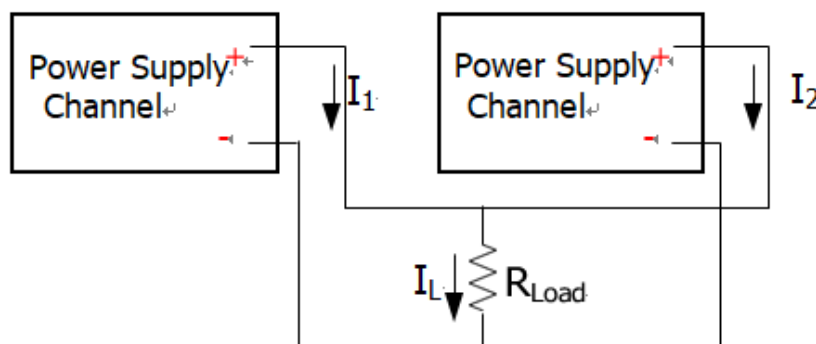 Power Supply
Channel
+
-
I1
Power Supply
Channel
+
-
I2
IL
RLoad